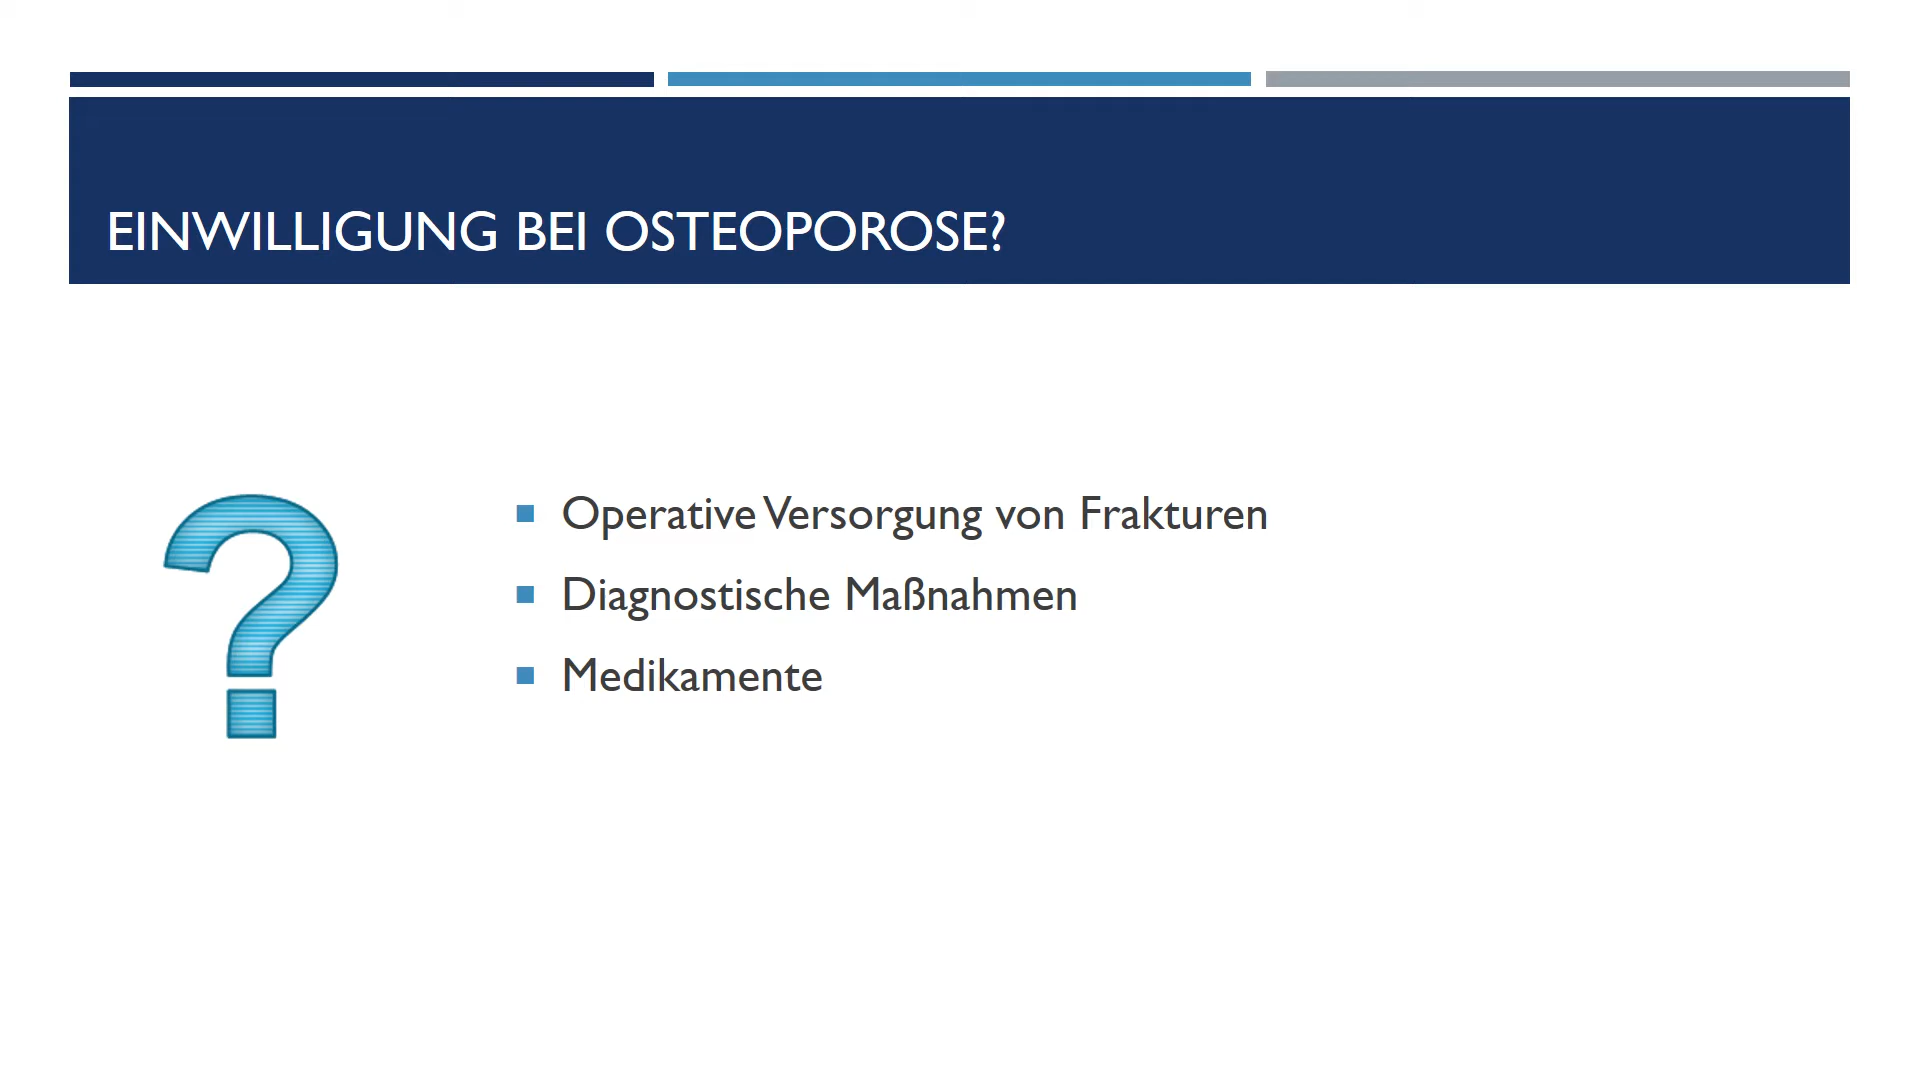 EINWILLIGUNG BEI OSTEOPOROSE?
Operative Versorgung von Frakturen
Diagnostische Maßnahmen
Medikamente